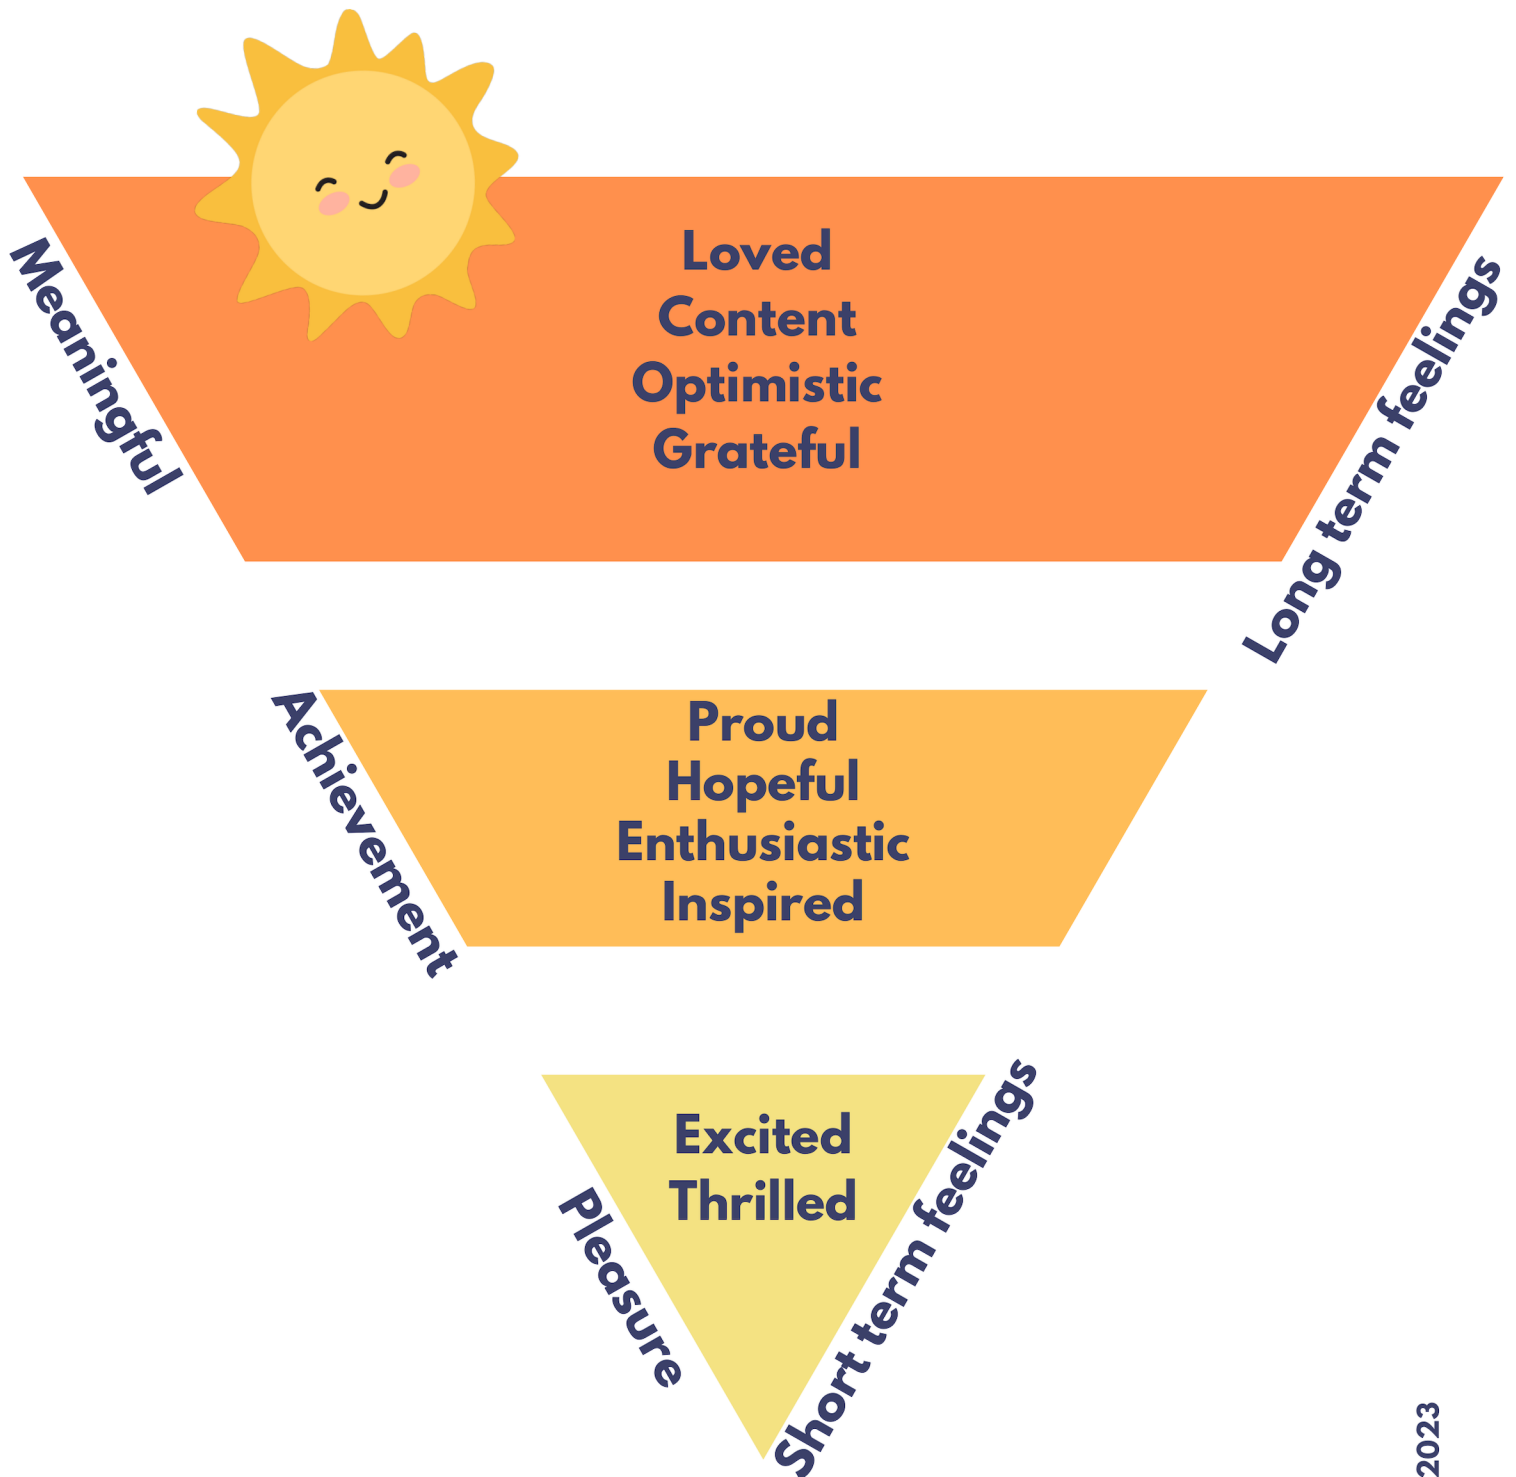 Meaningful
Loved
Content
Optimistic
Grateful
Long term feelings
Achievement
Proud
Hopeful
Enthusiastic
Inspired
Pleasure
Excited
Thrilled
Short term feelings
2023